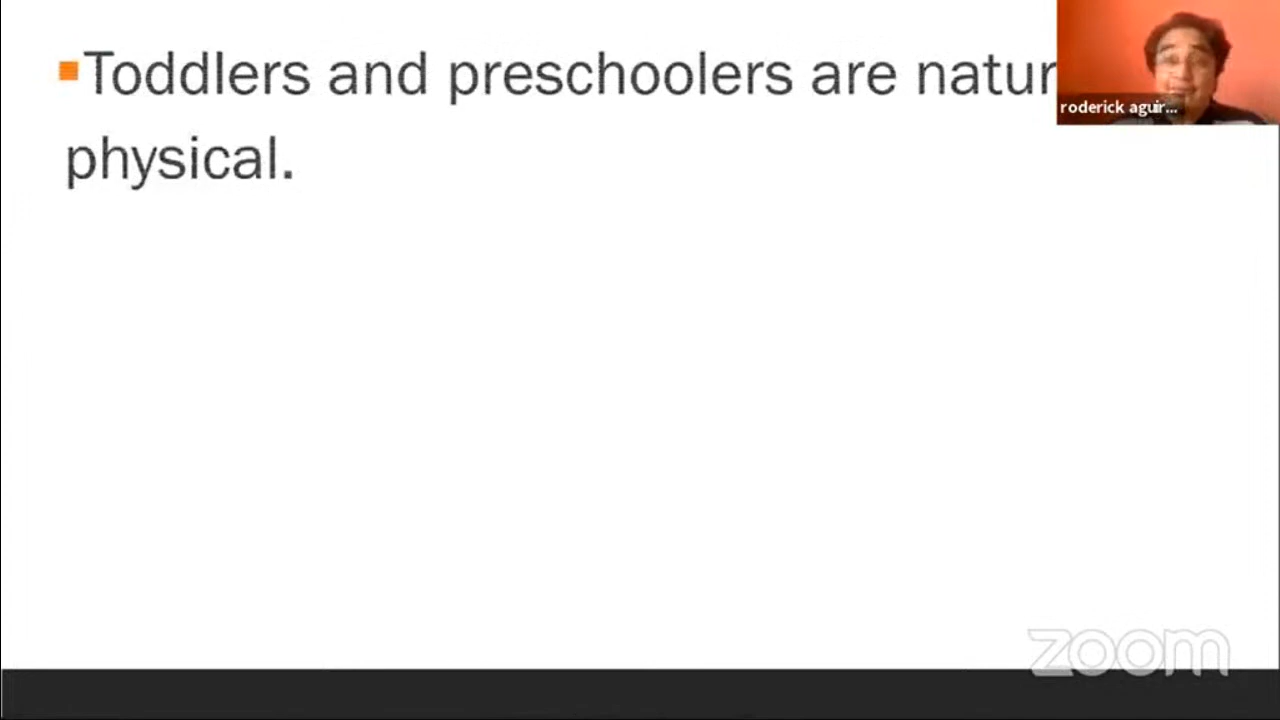 ▪Toddlers and preschoolers are natur
roderick aguir...
physical.
zoom